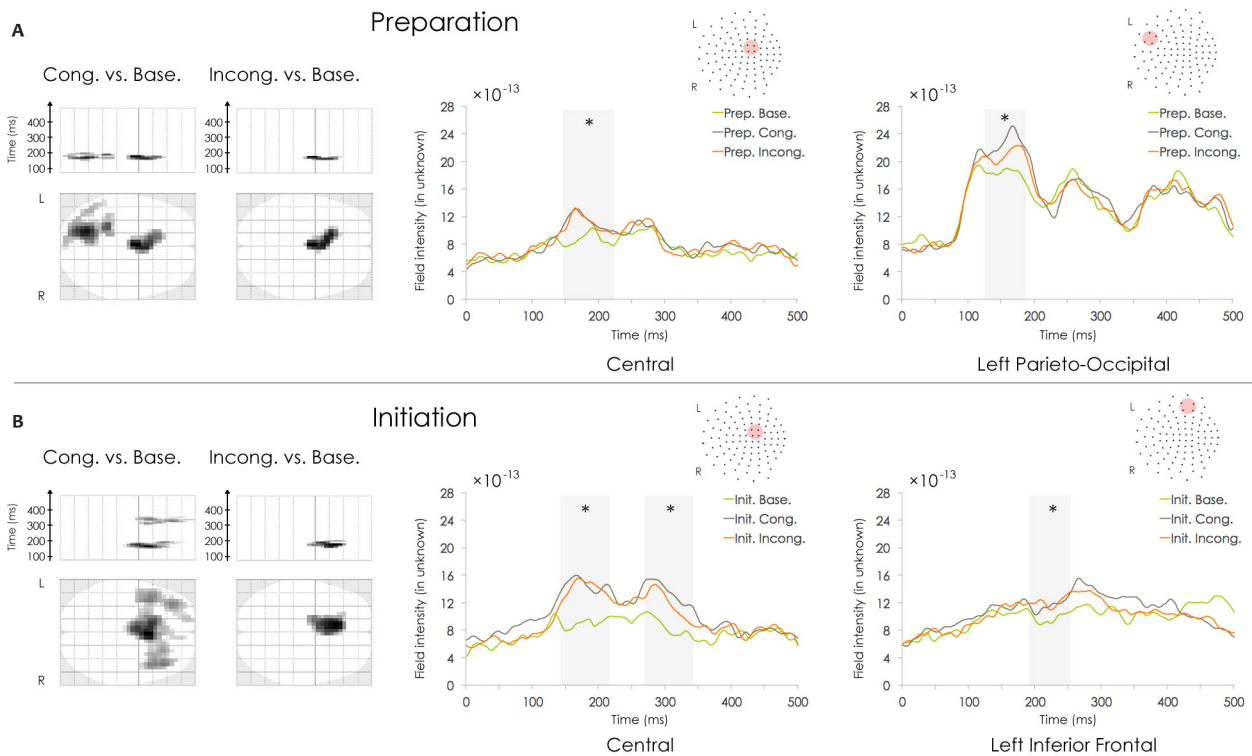 A
Preparation
Cong. vs. Base.
Incong. vs. Base.
Time (ms)
400
300
200
100
400
300
200
100
L
R
L
R
×10-13
Prep. Base.
Prep. Cong.
Prep. Incong.
*
Field intensity (in unknown)
28
24
20
16
12
8
4
0
0
100
200
300
400
500
Time (ms)
Central
L
R
×10-13
Prep. Base.
Prep. Cong.
Prep. Incong.
*
Field intensity (in unknown)
28
24
20
16
12
8
4
0
0
100
200
300
400
500
Time (ms)
Left Parieto-Occipital
B
Initiation
Cong. vs. Base.
Incong. vs. Base.
Time (ms)
400
300
200
100
400
300
200
100
L
R
L
R
×10-13
Init. Base.
Init. Cong.
Init. Incong.
*
*
Field intensity (in unknown)
28
24
20
16
12
8
4
0
0
100
200
300
400
500
Time (ms)
Central
L
R
×10-13
Init. Base.
Init. Cong.
Init. Incong.
*
Field intensity (in unknown)
28
24
20
16
12
8
4
0
0
100
200
300
400
500
Time (ms)
Left Inferior Frontal